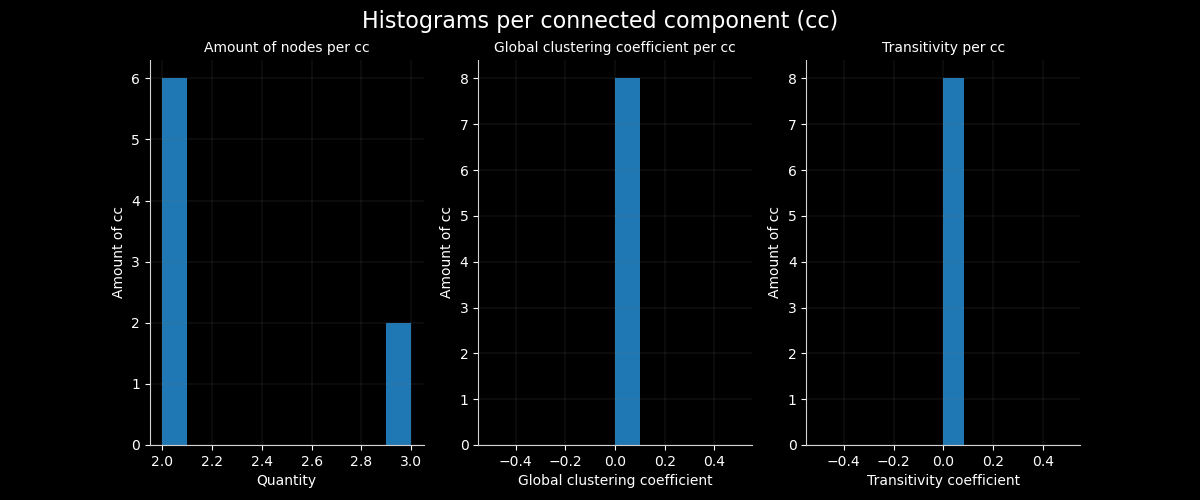 Histograms per connected component (cc)
Amount of nodes per cc
Global clustering coefficient per cc
Transitivity per cc
6
5
4
3
2
1
0
Amount of cc
2.0 2.2 2.4 2.6 2.8 3.0
Quantity
8
7
6
5
4
3
2
1
0
Amount of cc
−0.4 −0.2 0.0 0.2 0.4
Global clustering coefficient
8
7
6
5
4
3
2
1
0
Amount of cc
−0.4 −0.2 0.0 0.2 0.4
Transitivity coefficient